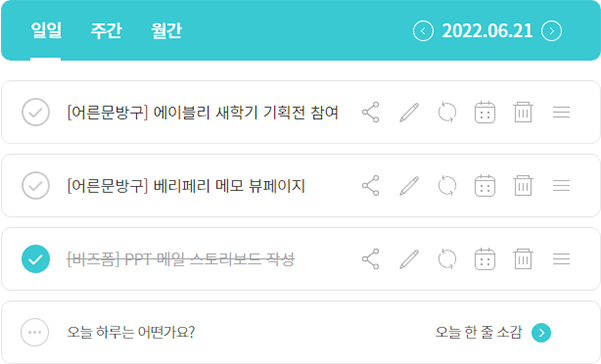 일일 주간 월간 2022.06.21
[어른문방구] 에이블리 새학기 기획전 참여
[어른문방구] 베리페리 메모 뷰페이지
[비즈폼] PPT 메일 스토리보드 작성
오늘 하루는 어떤가요? 오늘 한 줄 소감